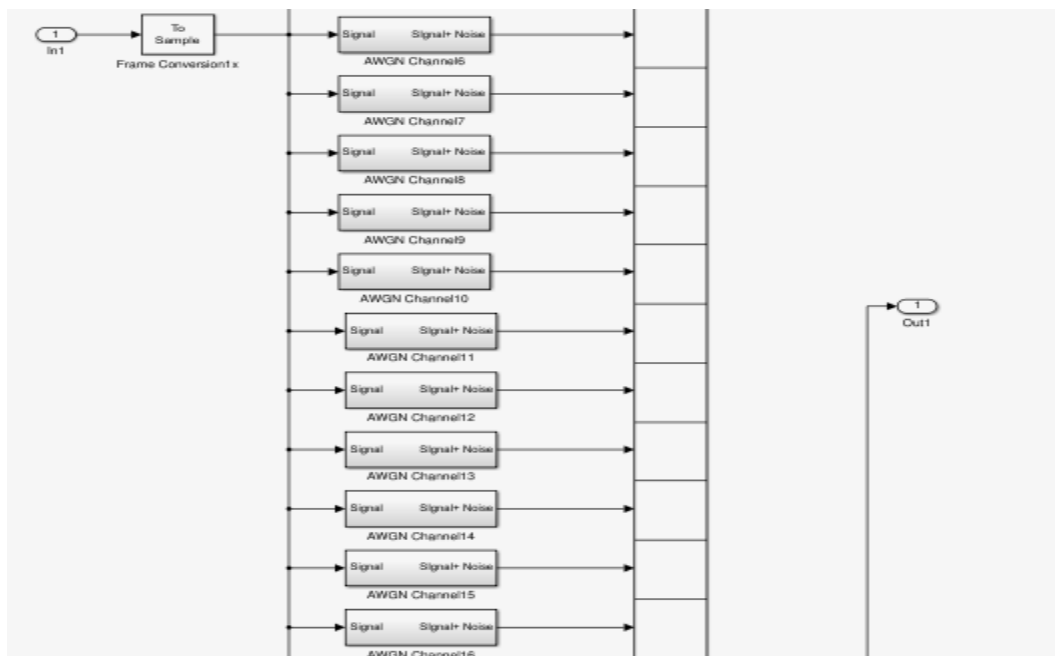 1
In1
To
Sample
Frame Conversion1x
Signal SIgnal+ Noise
AWGN Channel6
Signal SIgnal+ Noise
AWGN Channel7
Signal SIgnal+ Noise
AWGN Channel8
Signal SIgnal+ Noise
AWGN Channel9
Signal SIgnal+ Noise
AWGN Channel10
Signal SIgnal+ Noise
AWGN Channel11
Signal SIgnal+ Noise
AWGN Channel12
Signal SIgnal+ Noise
AWGN Channel13
Signal SIgnal+ Noise
AWGN Channel14
Signal SIgnal+ Noise
AWGN Channel15
Signal SIgnal+ Noise
AWGN Channel16
1
Out1